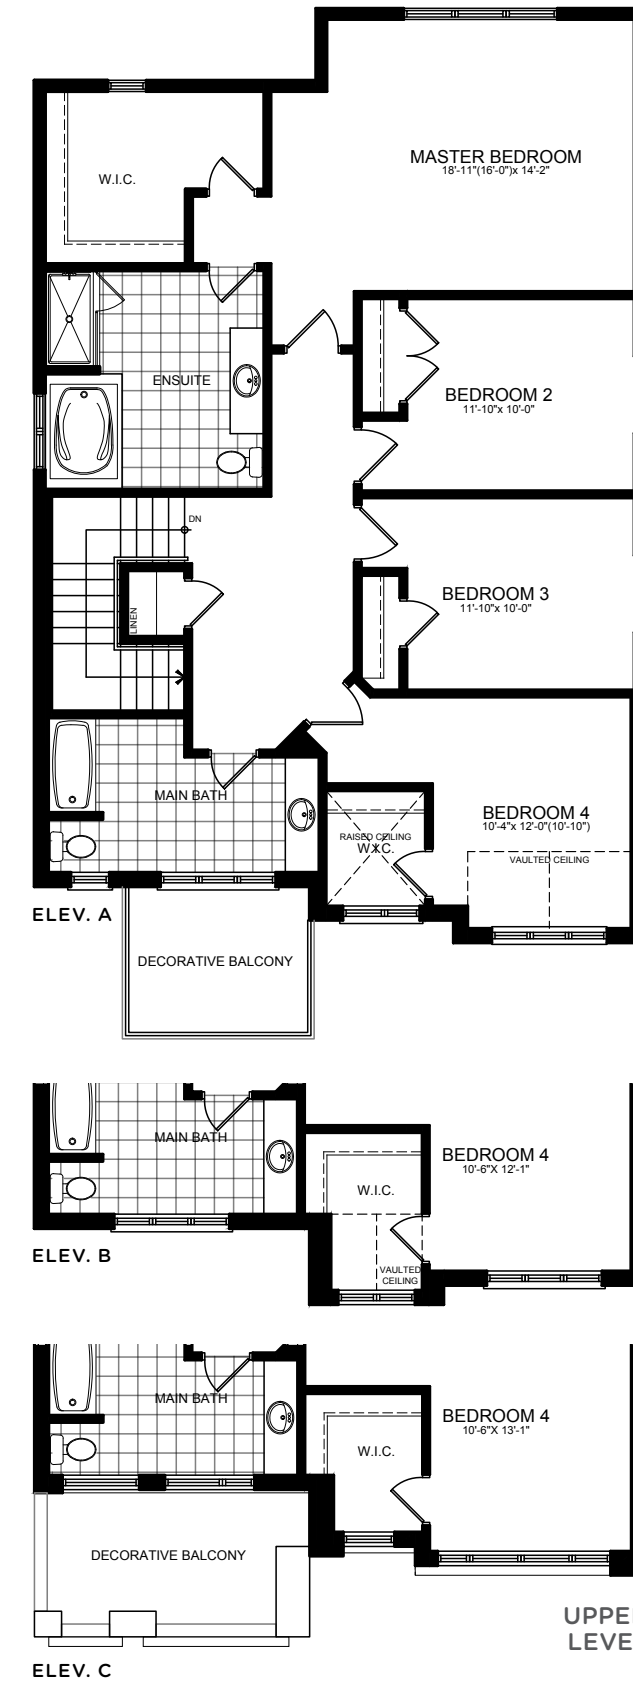 MASTER BEDROOM
18'-11"(16'-0")x 14'-2"
W.I.C.
ENSUITE
BEDROOM 2
11'-10"x 10'-0"
DN
BEDROOM 3
11'-10"x 10'-0"
LINEN
MAIN BATH
BEDROOM 4
10'-4"x 12'-0"(10'-10")
RAISED CEILING
W.I.C.
VAULTED CEILING
ELEV. A
DECORATIVE BALCONY
MAIN BATH
BEDROOM 4
10'-6"X 12'-1"
W.I.C.
VAULTED
CEILING
ELEV. B
MAIN BATH
BEDROOM 4
10'-6"X 13'-1"
W.I.C.
DECORATIVE BALCONY
UPPE
LEVE
ELEV. C